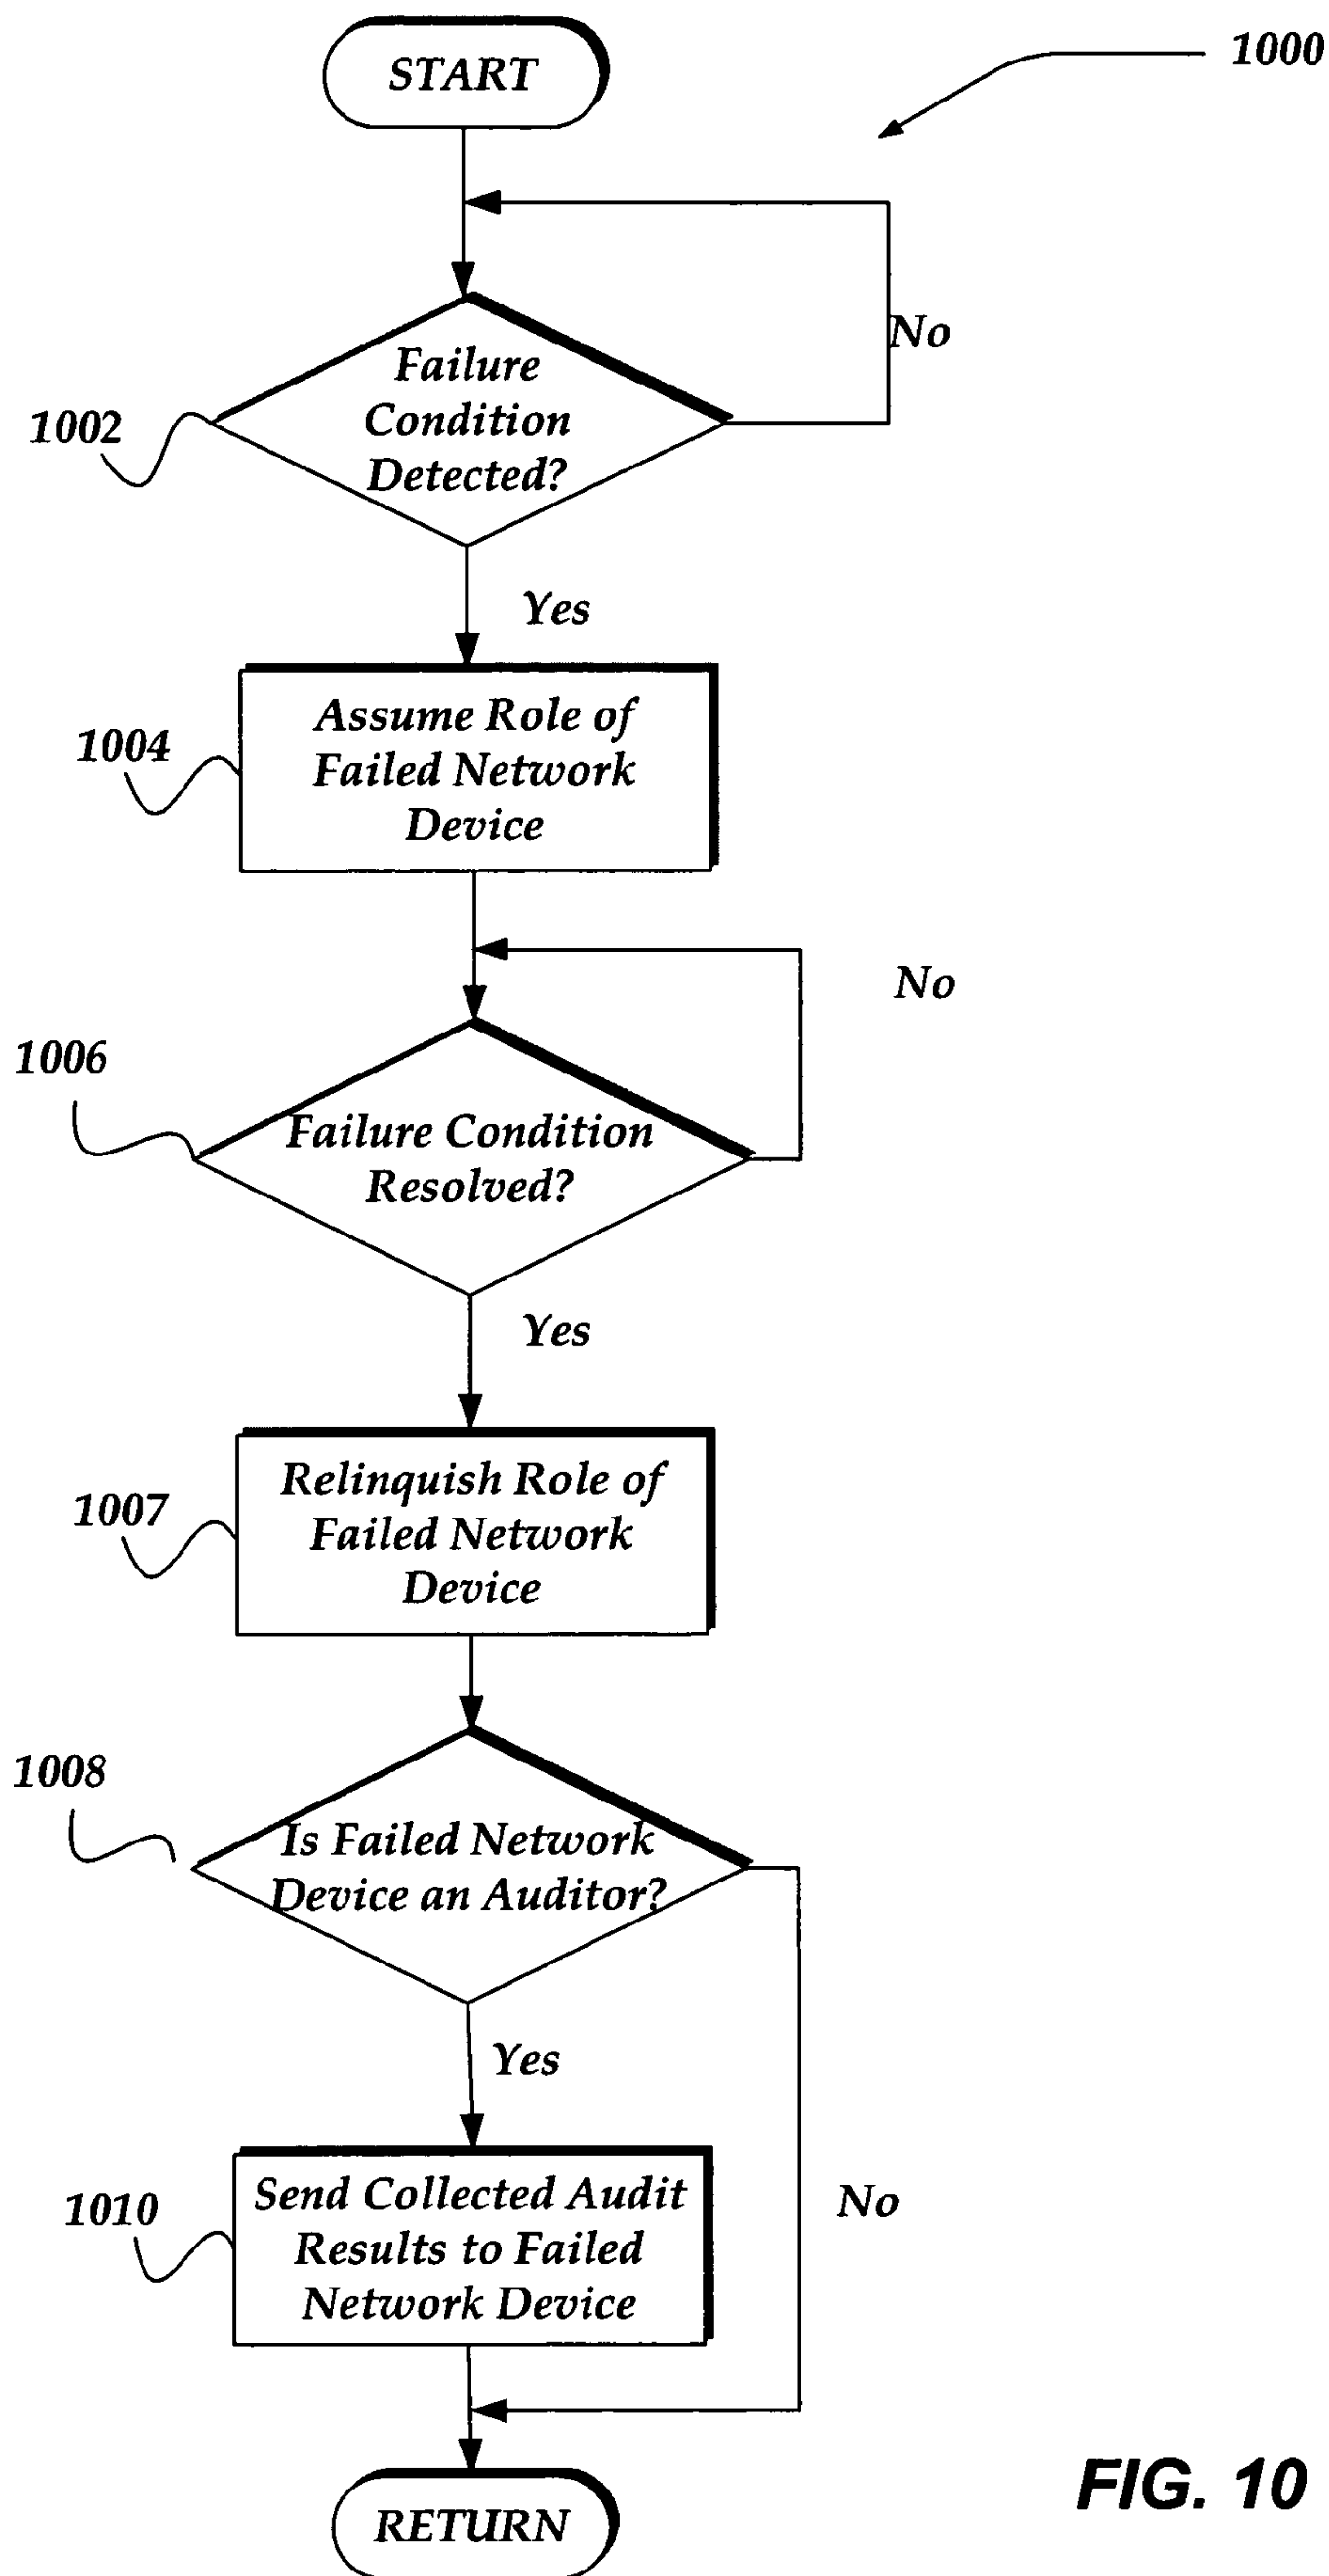 START
1000
No
Failure
Condition
Detected?
1002
Yes
Assume Role of
Failed Network
Device
1004
No
1006
Failure Condition
Resolved?
Yes
Relinquish Role of
Failed Network
Device
1007
1008
Is Failed Network
Device an Auditor?
Yes
Send Collected Audit
Results to Failed
Network Device
1010
No
RETURN
FIG. 10